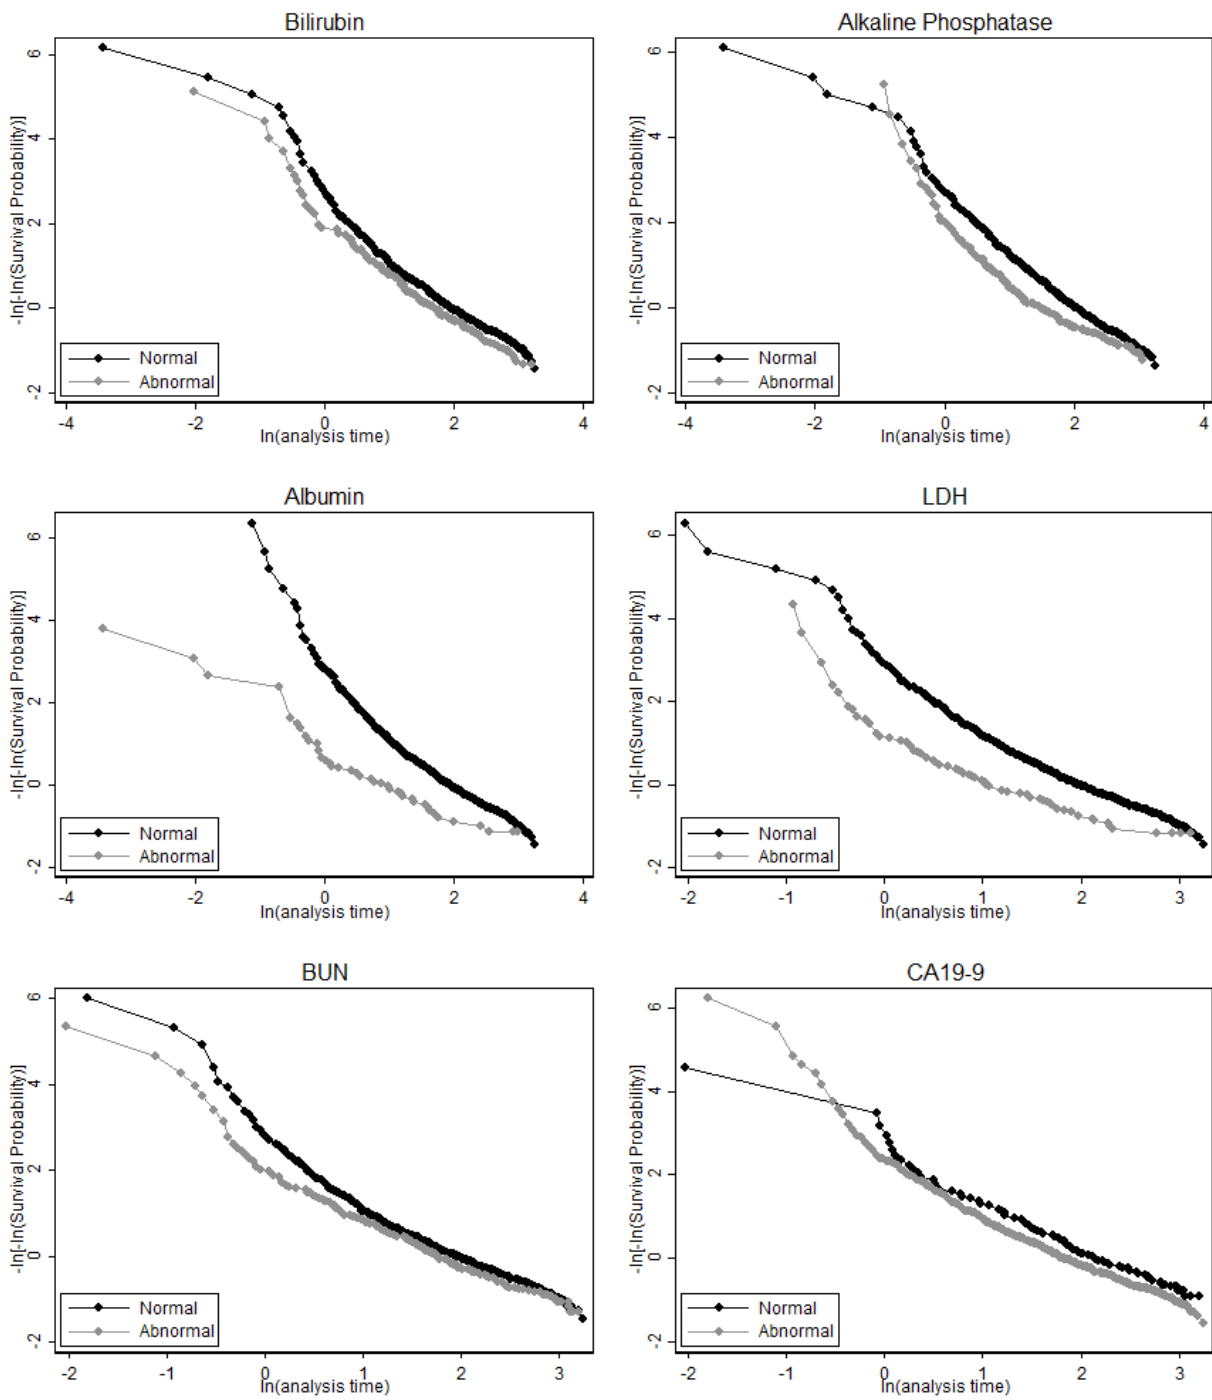 Bilirubin
-ln[-ln(Survival Probability)]
6
4
2
0
-2
Normal
Abnormal
-4
-2
0
2
4
ln(analysis time)
Alkaline Phosphatase
-ln[-ln(Survival Probability)]
6
4
2
0
-2
Normal
Abnormal
-4
-2
0
2
4
ln(analysis time)
Albumin
-ln[-ln(Survival Probability)]
6
4
2
0
-2
Normal
Abnormal
-4
-2
0
2
4
ln(analysis time)
LDH
-ln[-ln(Survival Probability)]
6
4
2
0
-2
Normal
Abnormal
-2
-1
0
1
2
3
ln(analysis time)
BUN
-ln[-ln(Survival Probability)]
6
4
2
0
-2
Normal
Abnormal
-2
-1
0
1
2
3
ln(analysis time)
CA19-9
-ln[-ln(Survival Probability)]
6
4
2
0
-2
Normal
Abnormal
-2
-1
0
1
2
3
ln(analysis time)